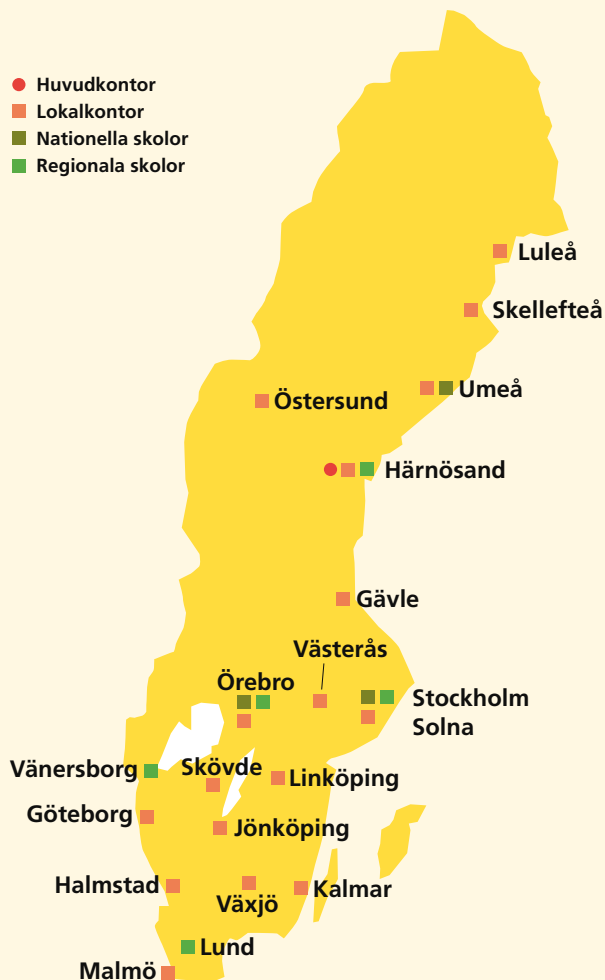 Huvudkontor
Lokalkontor
Nationella skolor
Regionala skolor
Luleå
Skellefteå
Umeå
Östersund
Härnösand
Gävle
Västerås
Örebro
Stockholm
Solna
Vänersborg
Skövde
Linköping
Göteborg
Jönköping
Halmstad
Växjö
Kalmar
Lund
Malmö